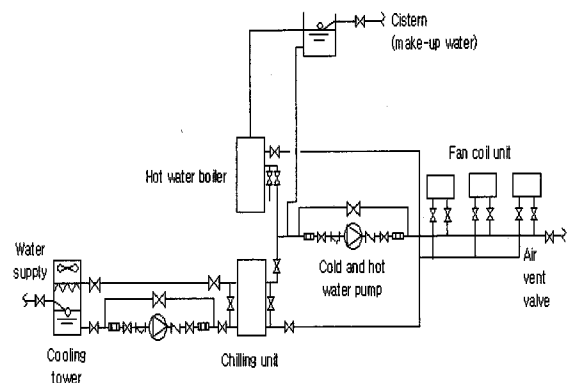 Cistern
(make-up water)
Fan coil unit
Hot water boiler
Water
supply
Cold and hot
water pump
Air
vent
valve
Cooling
tower
Chilling unit